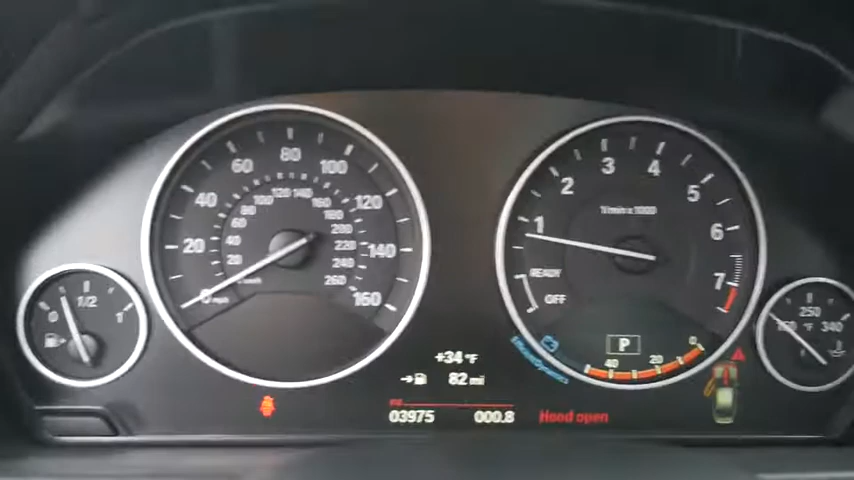 0 1/2 1
0 20 40 60 80 100 120 140 160
mph
20 40 60 80 100 120 140 160 180 200 220 240 260
km/h
1 2 3 4 5 6 7
1/min x 1000
READY
OFF
P
EfficientDynamics
40 20 0
250
340
°F
+34 °F
82 mi
03975 000.8
Hood open